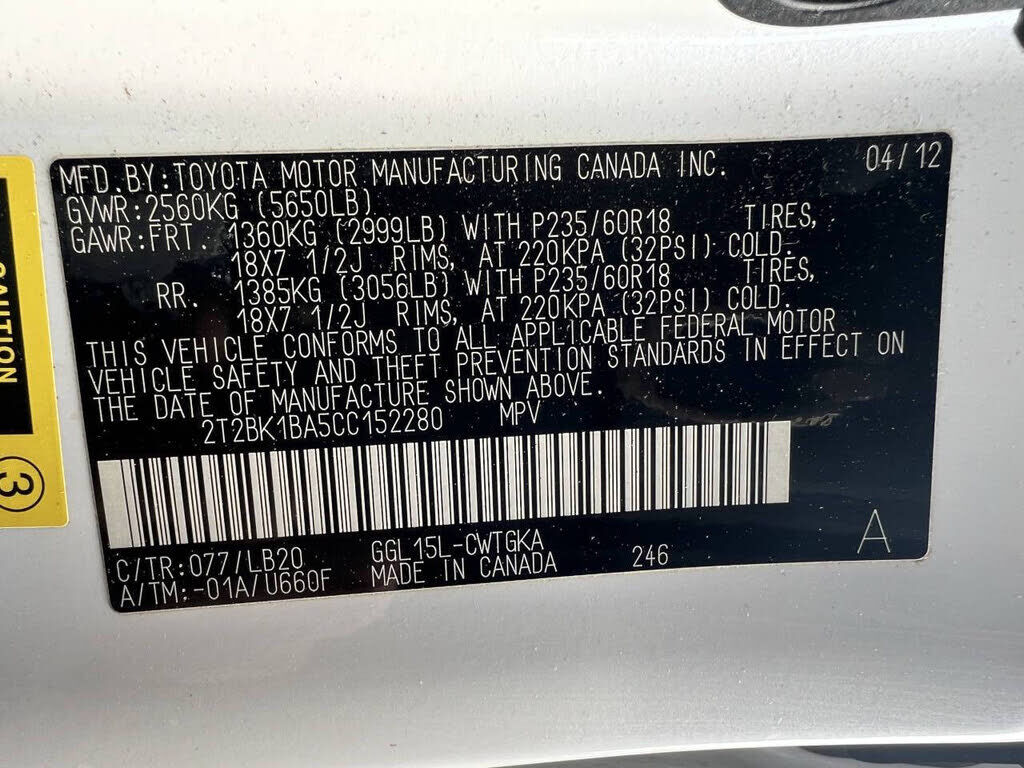 MFD.BY:TOYOTA MOTOR MANUFACTURING CANADA INC. 04/12
GVWR:2560KG (5650LB)
GAWR:FRT. 1360KG (2999LB) WITH P235/60R18 TIRES,
18X7 1/2J RIMS, AT 220KPA (32PSI) COLD.
RR. 1385KG (3056LB) WITH P235/60R18 TIRES,
18X7 1/2J RIMS, AT 220KPA (32PSI) COLD.
THIS VEHICLE CONFORMS TO ALL APPLICABLE FEDERAL MOTOR
VEHICLE SAFETY AND THEFT PREVENTION STANDARDS IN EFFECT ON
THE DATE OF MANUFACTURE SHOWN ABOVE.
2T2BK1BA5CC152280 MPV
C/TR:077/LB20 GGL15L-CWTGKA A
A/TM:-01A/U660F MADE IN CANADA 246
CAUTION
3